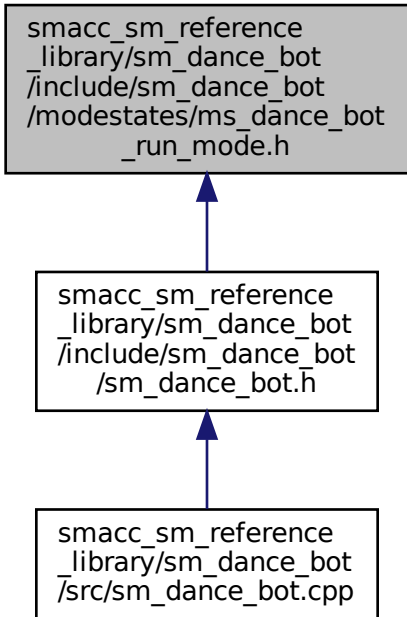 smacc_sm_reference
_library/sm_dance_bot
/include/sm_dance_bot
/modestates/ms_dance_bot
_run_mode.h
smacc_sm_reference
_library/sm_dance_bot
/include/sm_dance_bot
/sm_dance_bot.h
smacc_sm_reference
_library/sm_dance_bot
/src/sm_dance_bot.cpp